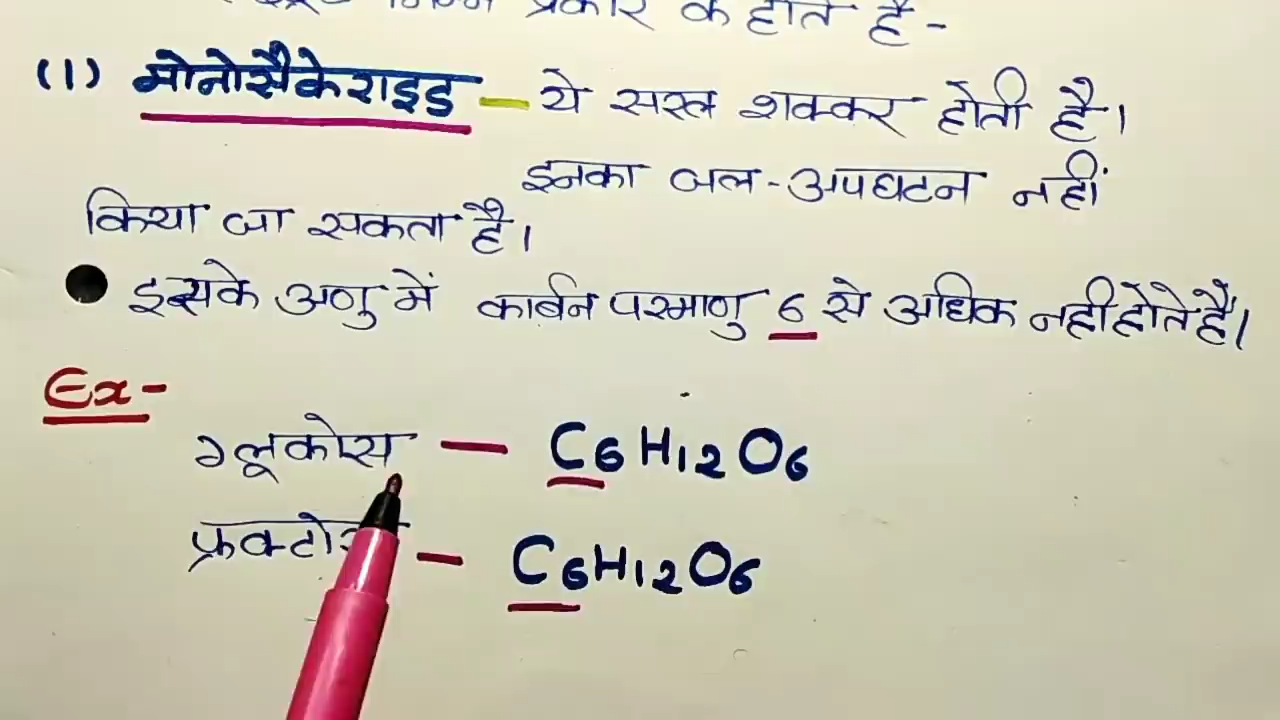 प्रकार के होते हैं -
(1) मोनोसैकेराइड - ये सरल शक्कर होती है।
इनका जल-अपघटन नहीं
किया जा सकता है।
● इसके अणु में कार्बन परमाणु 6 से अधिक नहीं होते हैं।
Ex-
ग्लूकोस — C₆H₁₂O₆
— C₆H₁₂O₆